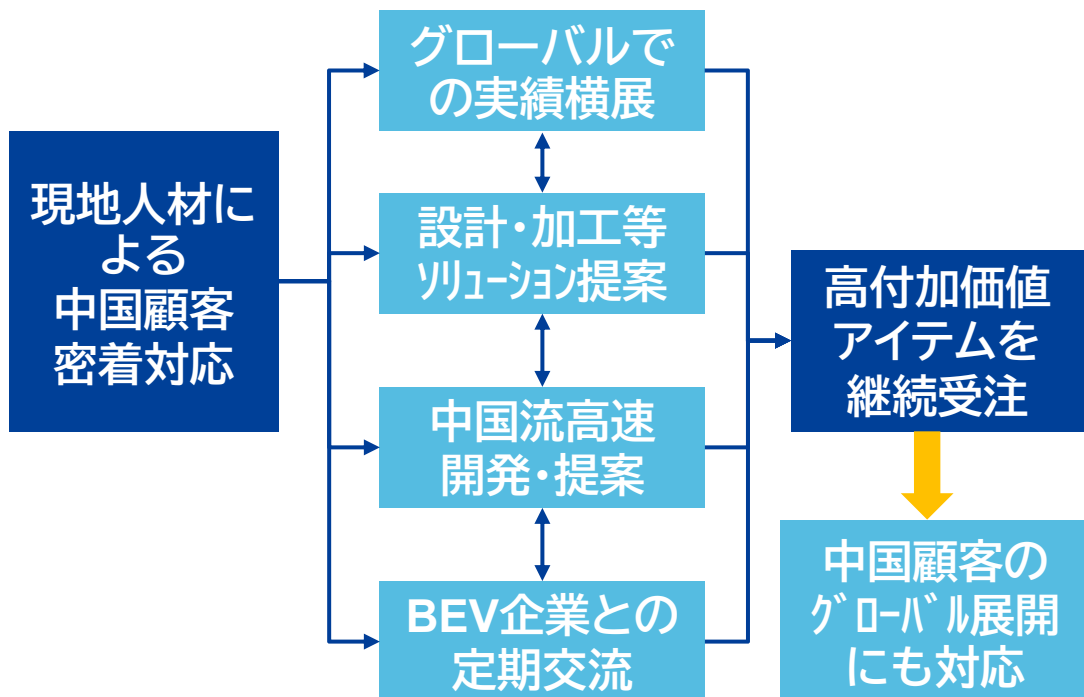 現地人材に
よる
中国顧客
密着対応
グローバルで
の実績横展
設計・加工等
ｿﾘｭｰｼｮﾝ提案
中国流高速
開発・提案
BEV企業との
定期交流
高付加価値
アイテムを
継続受注
中国顧客の
ｸﾞﾛｰﾊﾞﾙ展開
にも対応